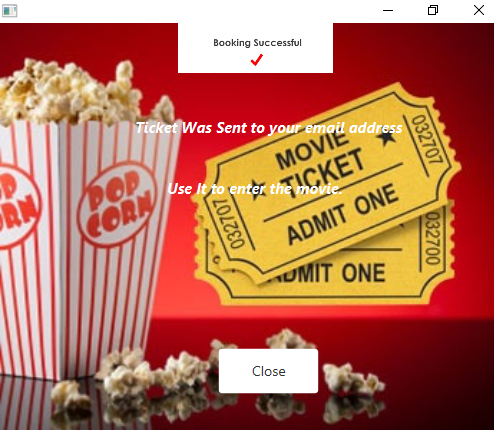 Booking Successful
Ticket Was Sent to your email address
Use It to enter the movie.
MOVIE
TICKET
ADMIT ONE
032707
032707
ADMIT ONE
032700
POP
CORN
POP
CORN
Close